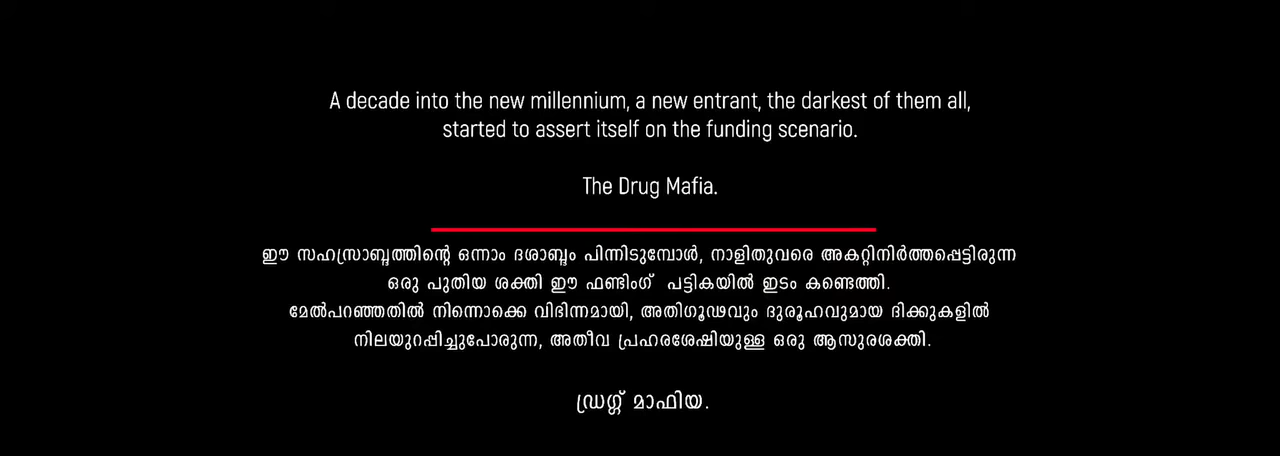 A decade into the new millennium, a new entrant, the darkest of them all,
started to assert itself on the funding scenario.
The Drug Mafia.
ഈ സഹസ്രാബ്ദത്തിന്റെ ഒന്നാം ദശാബ്ദം പിന്നിടുമ്പോൾ, നാളിതുവരെ അകറ്റിനിർത്തപ്പെട്ടിരുന്ന
ഒരു പുതിയ ശക്തി ഈ ഫണ്ടിംഗ് പട്ടികയിൽ ഇടം കണ്ടെത്തി.
മേൽപറഞ്ഞതിൽ നിന്നൊക്കെ വിഭിന്നമായി, അതിഗൂഢവും ദുരൂഹവുമായ ദിക്കുകളിൽ
നിലയുറപ്പിച്ചുപോരുന്ന, അതീവ പ്രഹരശേഷിയുള്ള ഒരു ആസുരശക്തി.
ഡ്രഗ്ഗ് മാഫിയ.